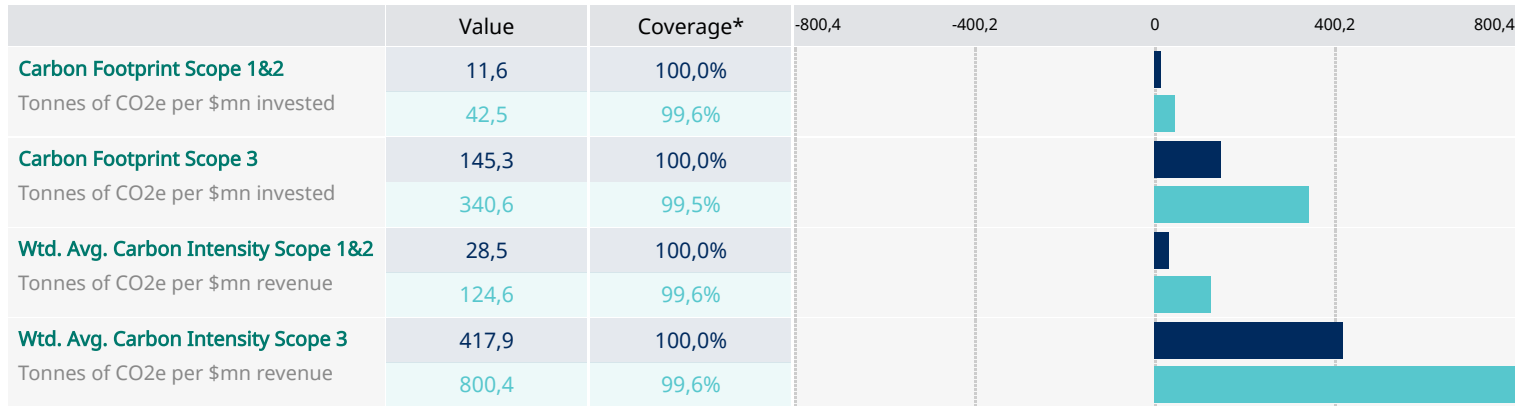 Value Coverage* -800,4 -400,2 0 400,2 800,4
Carbon Footprint Scope 1&2 11,6 100,0%
Tonnes of CO2e per $mn invested 42,5 99,6%
Carbon Footprint Scope 3 145,3 100,0%
Tonnes of CO2e per $mn invested 340,6 99,5%
Wtd. Avg. Carbon Intensity Scope 1&2 28,5 100,0%
Tonnes of CO2e per $mn revenue 124,6 99,6%
Wtd. Avg. Carbon Intensity Scope 3 417,9 100,0%
Tonnes of CO2e per $mn revenue 800,4 99,6%